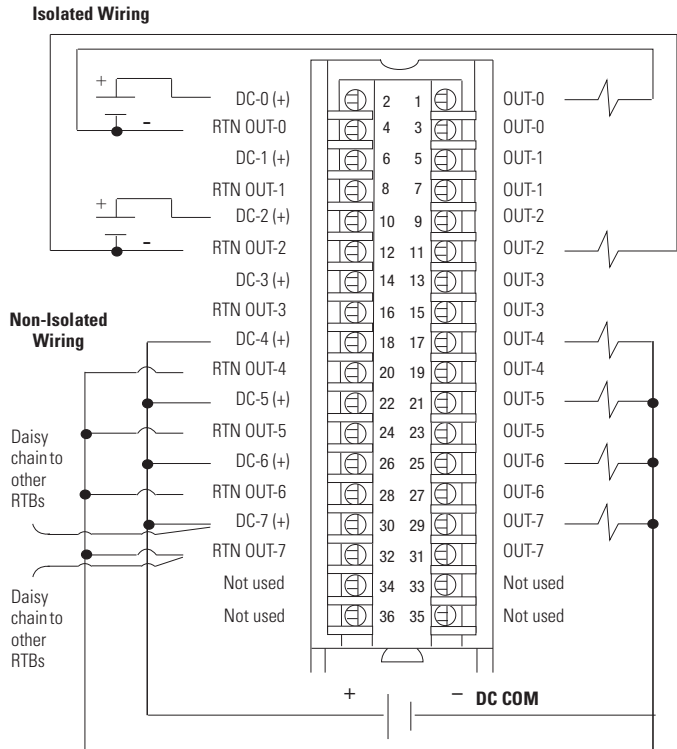 Isolated Wiring
+
DC-0 (+) 2 1 OUT-0
- RTN OUT-0 4 3 OUT-0
DC-1 (+) 6 5 OUT-1
RTN OUT-1 8 7 OUT-1
+
DC-2 (+) 10 9 OUT-2
- RTN OUT-2 12 11 OUT-2
DC-3 (+) 14 13 OUT-3
RTN OUT-3 16 15 OUT-3
Non-Isolated
Wiring
DC-4 (+) 18 17 OUT-4
RTN OUT-4 20 19 OUT-4
DC-5 (+) 22 21 OUT-5
RTN OUT-5 24 23 OUT-5
DC-6 (+) 26 25 OUT-6
RTN OUT-6 28 27 OUT-6
DC-7 (+) 30 29 OUT-7
RTN OUT-7 32 31 OUT-7
Not used 34 33 Not used
Not used 36 35 Not used
Daisy
chain to
other
RTBs
Daisy
chain to
other
RTBs
+ – DC COM